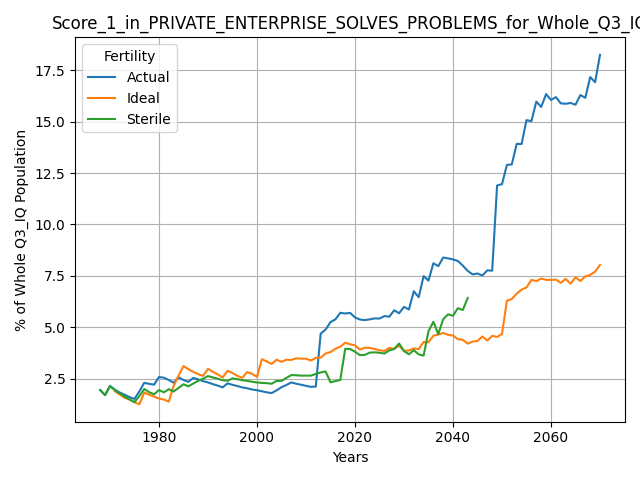 Score_1_in_PRIVATE_ENTERPRISE_SOLVES_PROBLEMS_for_Whole_Q3_IQ
Fertility
Actual
Ideal
Sterile
% of Whole Q3_IQ Population
17.5
15.0
12.5
10.0
7.5
5.0
2.5
1980 2000 2020 2040 2060
Years